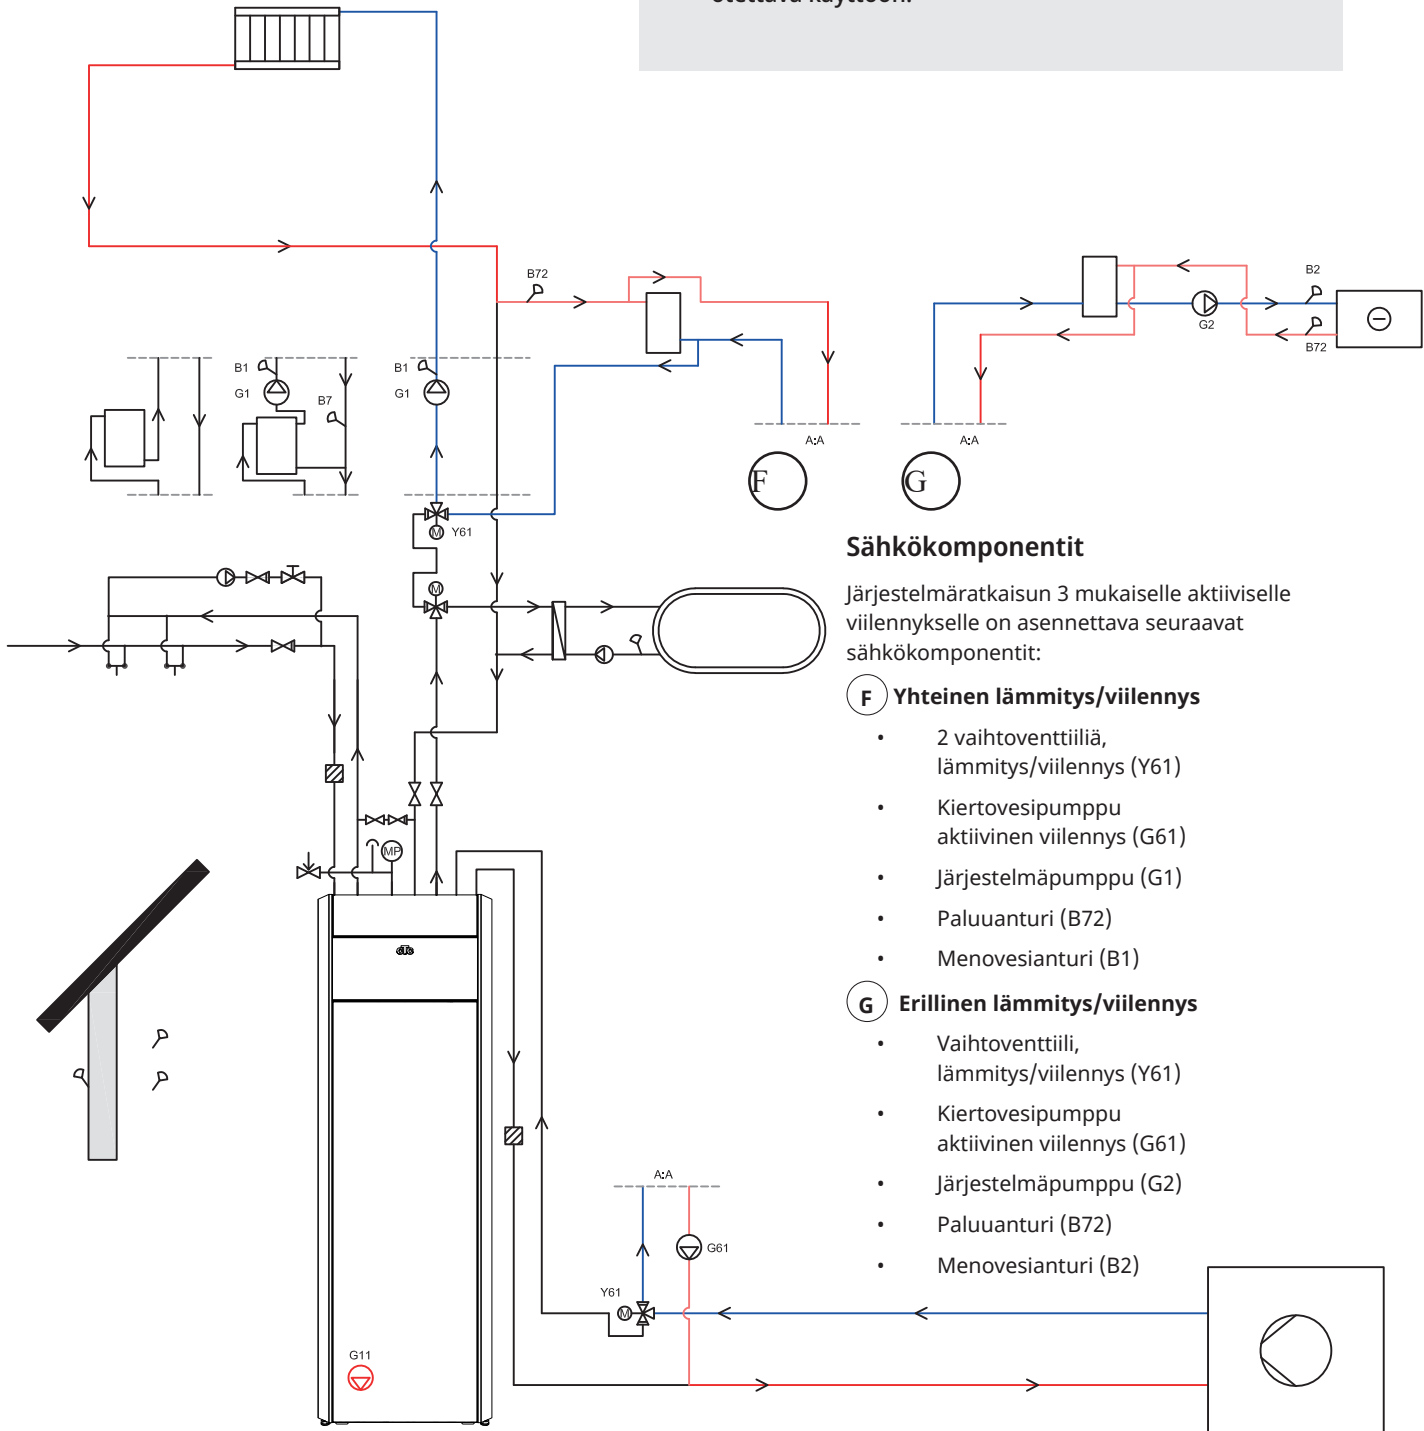 B72
B2
G2
B72
B1
G1
B7
B1
G1
A:A
A:A
F
G
Y61
M
M
Sähkökomponentit
Järjestelmäratkaisun 3 mukaiselle aktiiviselle
viilennykselle on asennettava seuraavat
sähkökomponentit:
F Yhteinen lämmitys/viilennys
• 2 vaihtoventtiiliä,
lämmitys/viilennys (Y61)
• Kiertovesipumppu
aktiivinen viilennys (G61)
• Järjestelmäpumppu (G1)
• Paluuanturi (B72)
• Menovesianturi (B1)
G Erillinen lämmitys/viilennys
• Vaihtoventtiili,
lämmitys/viilennys (Y61)
• Kiertovesipumppu
aktiivinen viilennys (G61)
• Järjestelmäpumppu (G2)
• Paluuanturi (B72)
• Menovesianturi (B2)
MP
A:A
G61
Y61
M
G11